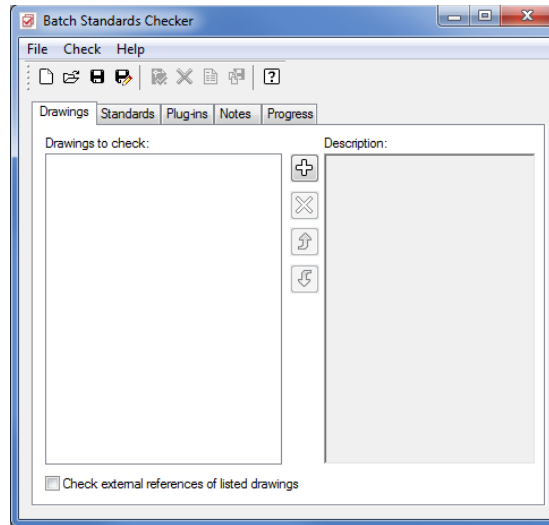 Batch Standards Checker
File Check Help
Drawings Standards Plug-ins Notes Progress
Drawings to check: Description:
Check external references of listed drawings